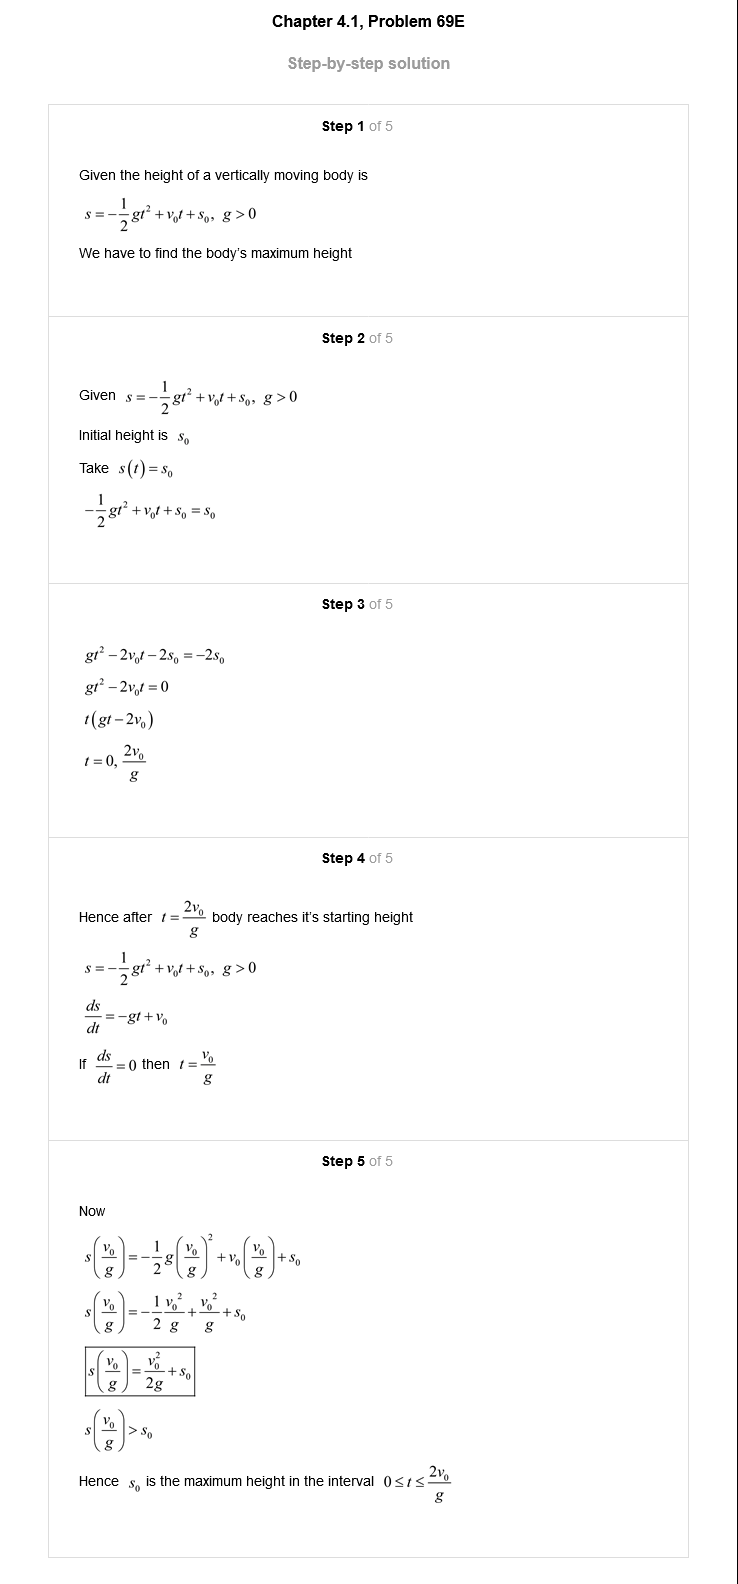 Chapter 4.1, Problem 69E
Step-by-step solution
Step 1 of 5
Given the height of a vertically moving body is
s = -\frac{1}{2}gt^2 + v_0t + s_0, g > 0
We have to find the body's maximum height
Step 2 of 5
Given s = -\frac{1}{2}gt^2 + v_0t + s_0, g > 0
Initial height is s_0
Take s(t) = s_0
-\frac{1}{2}gt^2 + v_0t + s_0 = s_0
Step 3 of 5
gt^2 - 2v_0t - 2s_0 = -2s_0
gt^2 - 2v_0t = 0
t(gt - 2v_0)
t = 0, \frac{2v_0}{g}
Step 4 of 5
Hence after t = \frac{2v_0}{g} body reaches it's starting height
s = -\frac{1}{2}gt^2 + v_0t + s_0, g > 0
\frac{ds}{dt} = -gt + v_0
If \frac{ds}{dt} = 0 then t = \frac{v_0}{g}
Step 5 of 5
Now
s\left(\frac{v_0}{g}\right) = -\frac{1}{2}g\left(\frac{v_0}{g}\right)^2 + v_0\left(\frac{v_0}{g}\right) + s_0
s\left(\frac{v_0}{g}\right) = -\frac{1}{2}\frac{v_0^2}{g} + \frac{v_0^2}{g} + s_0
s\left(\frac{v_0}{g}\right) = \frac{v_0^2}{2g} + s_0
s\left(\frac{v_0}{g}\right) > s_0
Hence s_0 is the maximum height in the interval 0 ≤ t ≤ \frac{2v_0}{g}